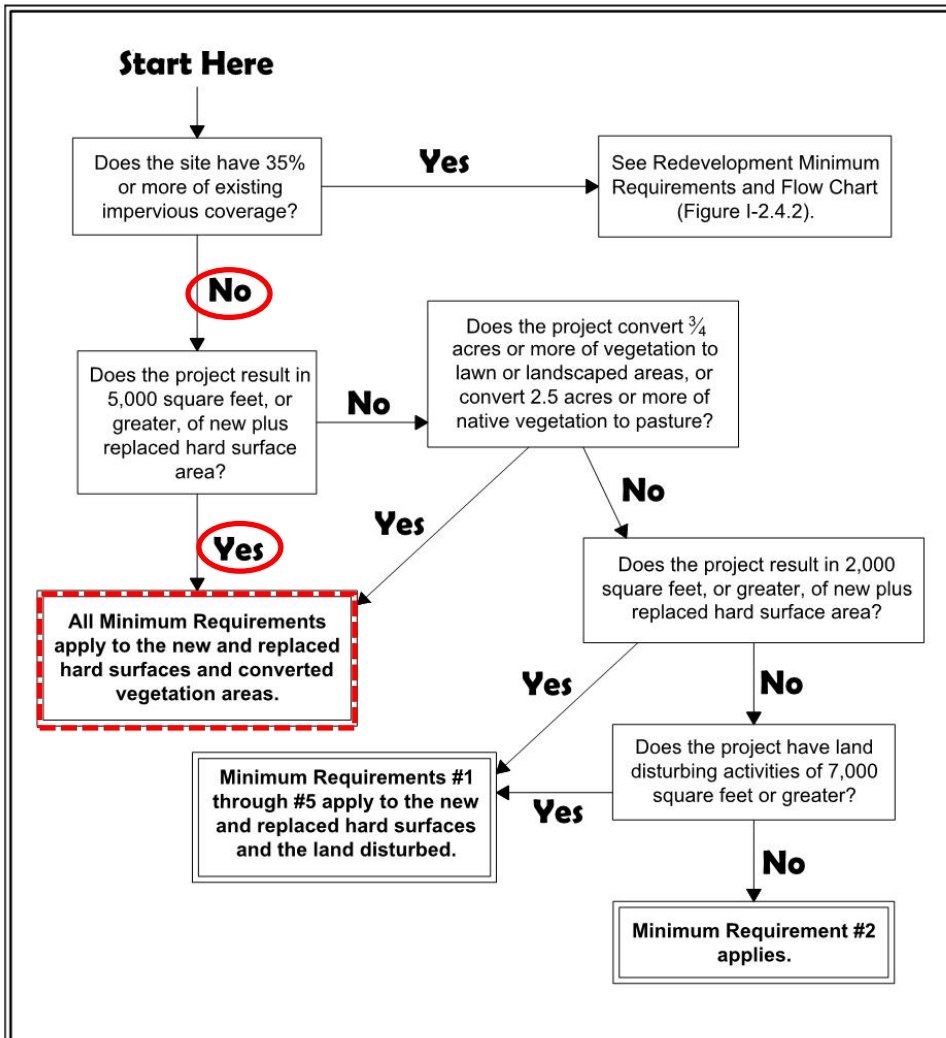 Start Here
Does the site have 35%
or more of existing
impervious coverage?
Yes
See Redevelopment Minimum
Requirements and Flow Chart
(Figure I-2.4.2).
No
Does the project result in
5,000 square feet, or
greater, of new plus
replaced hard surface
area?
No
Does the project convert ¾
acres or more of vegetation to
lawn or landscaped areas, or
convert 2.5 acres or more of
native vegetation to pasture?
Yes
Yes
No
All Minimum Requirements
apply to the new and replaced
hard surfaces and converted
vegetation areas.
Does the project result in 2,000
square feet, or greater, of new plus
replaced hard surface area?
Yes
No
Minimum Requirements #1
through #5 apply to the new
and replaced hard surfaces
and the land disturbed.
Yes
Does the project have land
disturbing activities of 7,000
square feet or greater?
No
Minimum Requirement #2
applies.